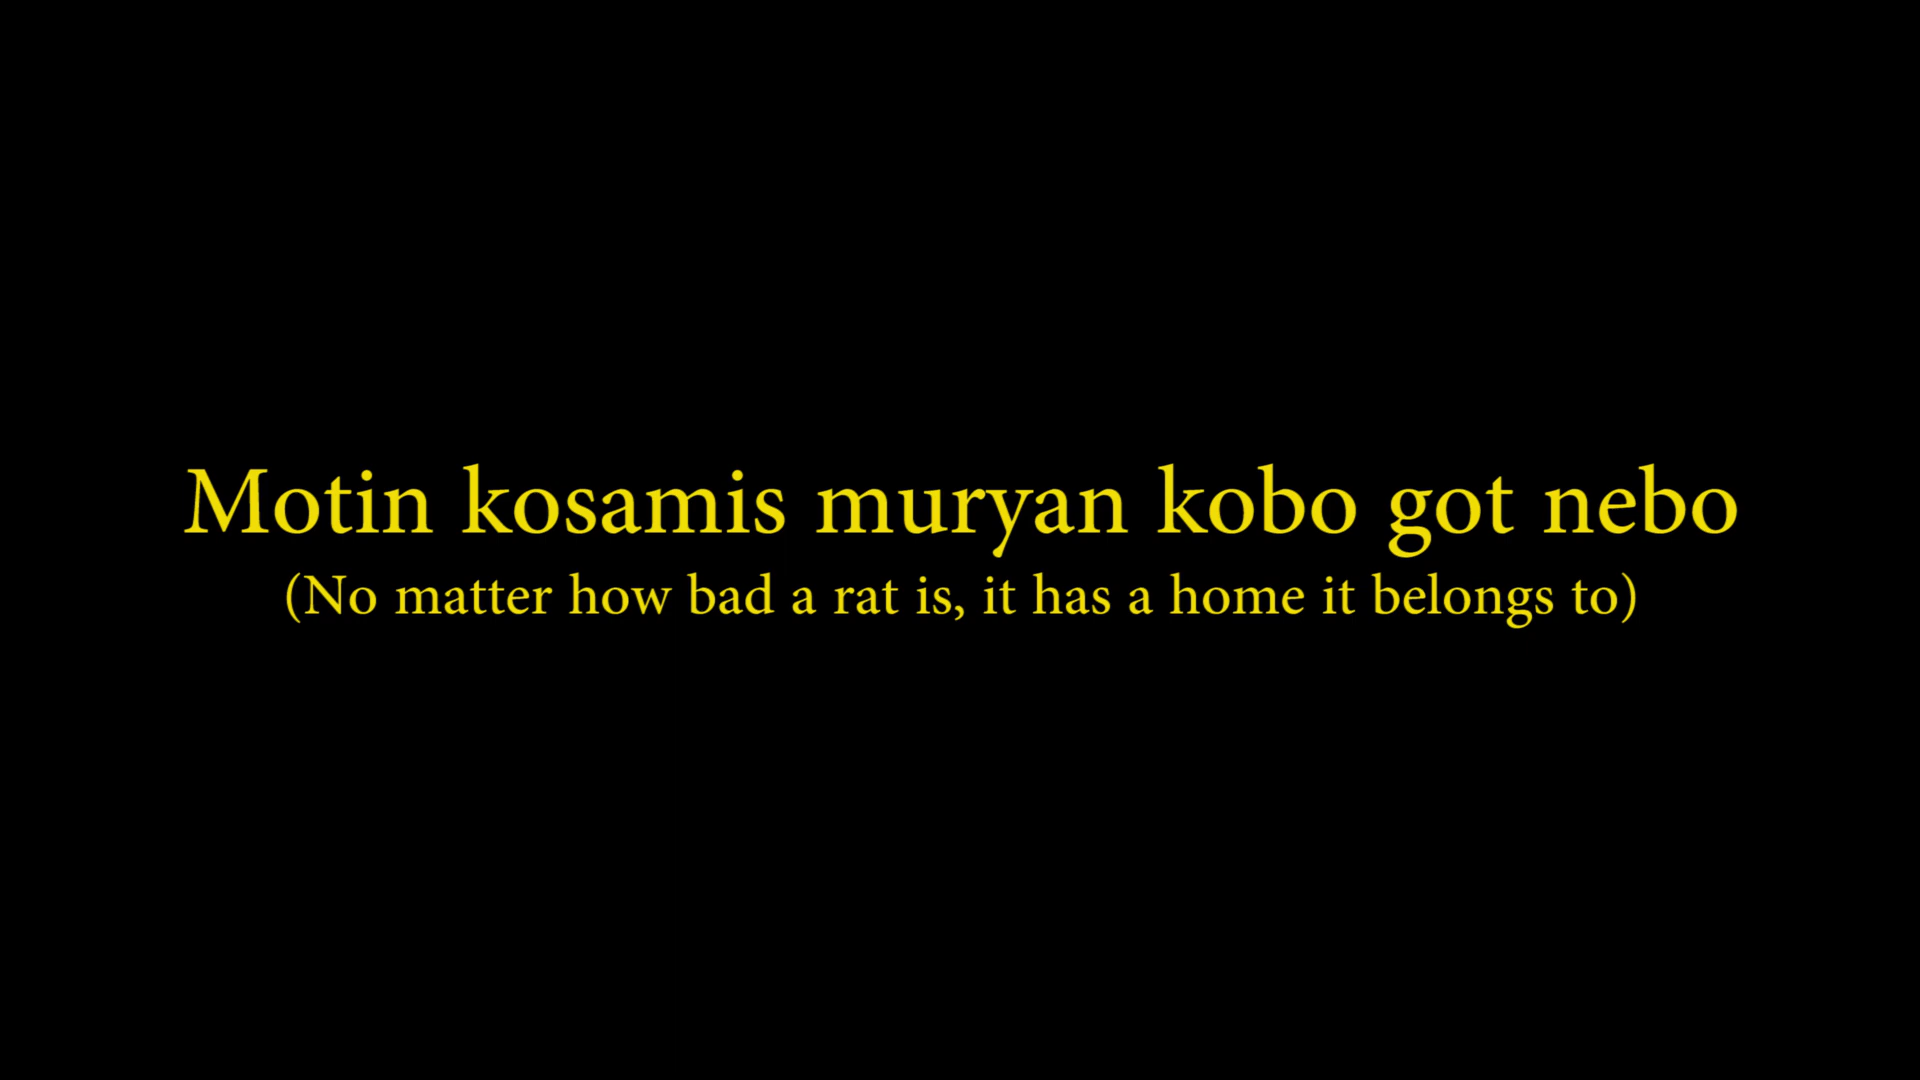 Motin kosamis muryan kobo got nebo
(No matter how bad a rat is, it has a home it belongs to)